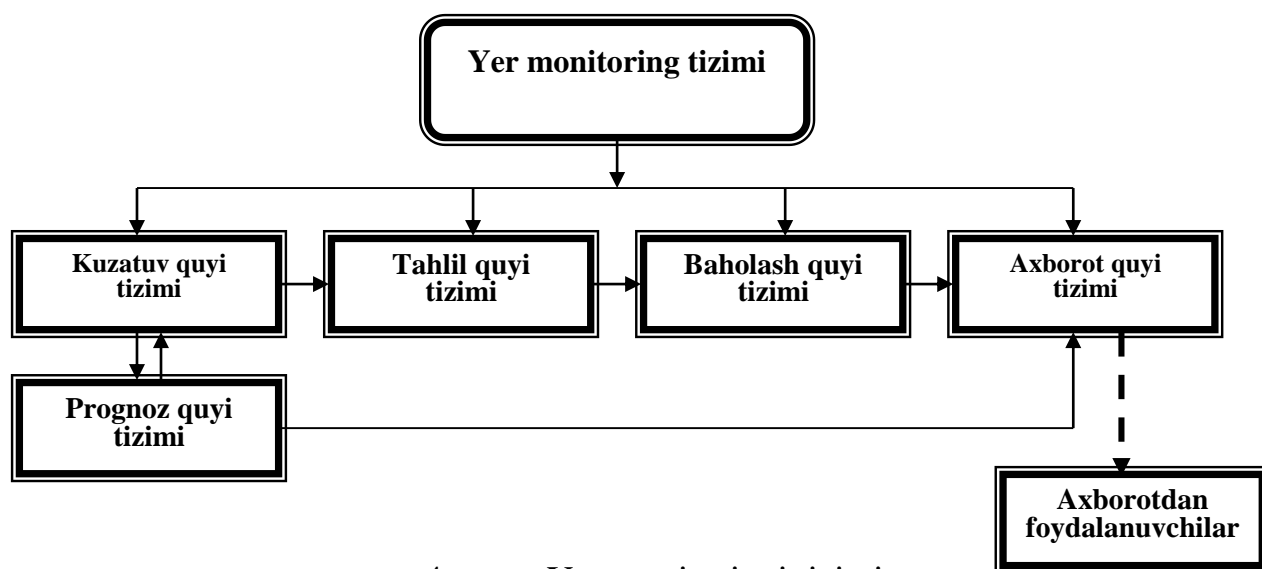 Yer monitoring tizimi
Kuzatuv quyi
tizimi
Tahlil quyi
tizimi
Baholash quyi
tizimi
Axborot quyi
tizimi
Prognoz quyi
tizimi
Axborotdan
foydalanuvchilar